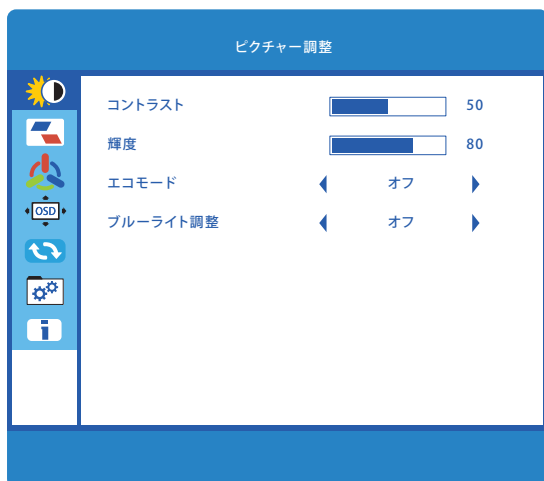 ピクチャー調整
コントラスト 50
輝度 80
エコモード オフ
ブルーライト調整 オフ
OSD